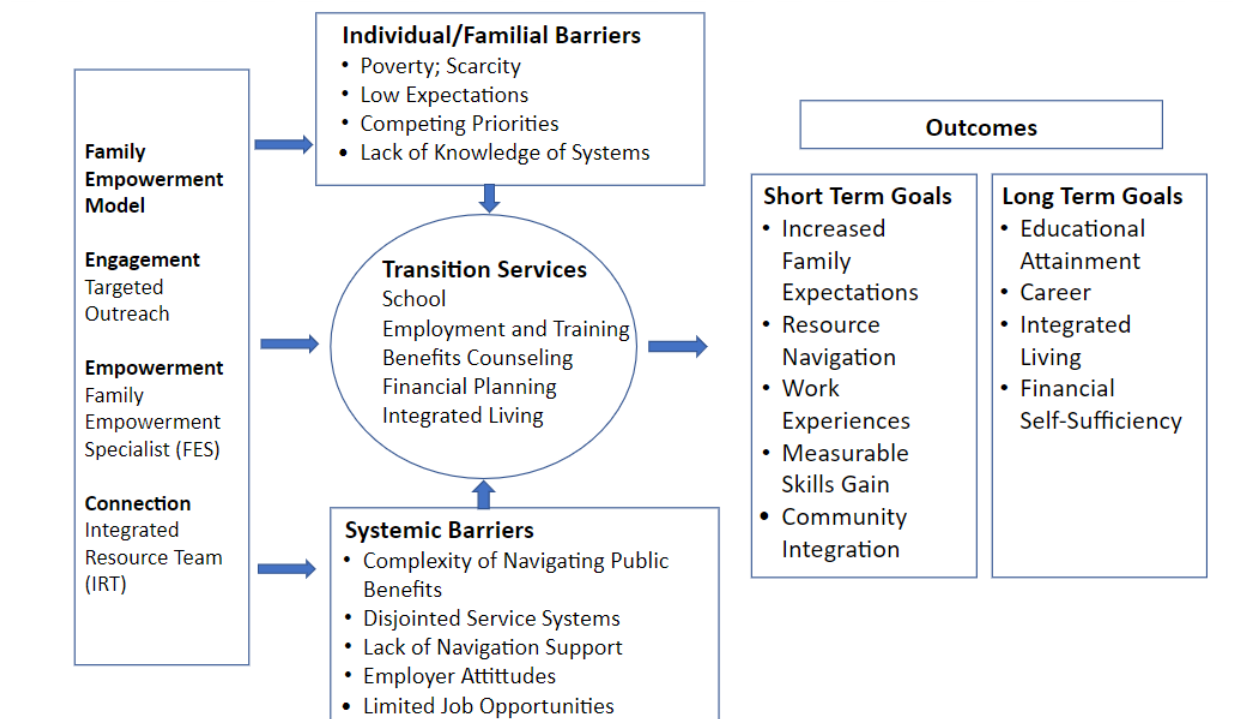 Family
Empowerment
Model
Engagement
Targeted
Outreach
Empowerment
Family
Empowerment
Specialist (FES)
Connection
Integrated
Resource Team
(IRT)
Individual/Familial Barriers
• Poverty; Scarcity
• Low Expectations
• Competing Priorities
• Lack of Knowledge of Systems
Transition Services
School
Employment and Training
Benefits Counseling
Financial Planning
Integrated Living
Systemic Barriers
• Complexity of Navigating Public
Benefits
• Disjointed Service Systems
• Lack of Navigation Support
• Employer Attitudes
• Limited Job Opportunities
Outcomes
Short Term Goals
• Increased
Family
Expectations
• Resource
Navigation
• Work
Experiences
• Measurable
Skills Gain
• Community
Integration
Long Term Goals
• Educational
Attainment
• Career
• Integrated
Living
• Financial
Self-Sufficiency